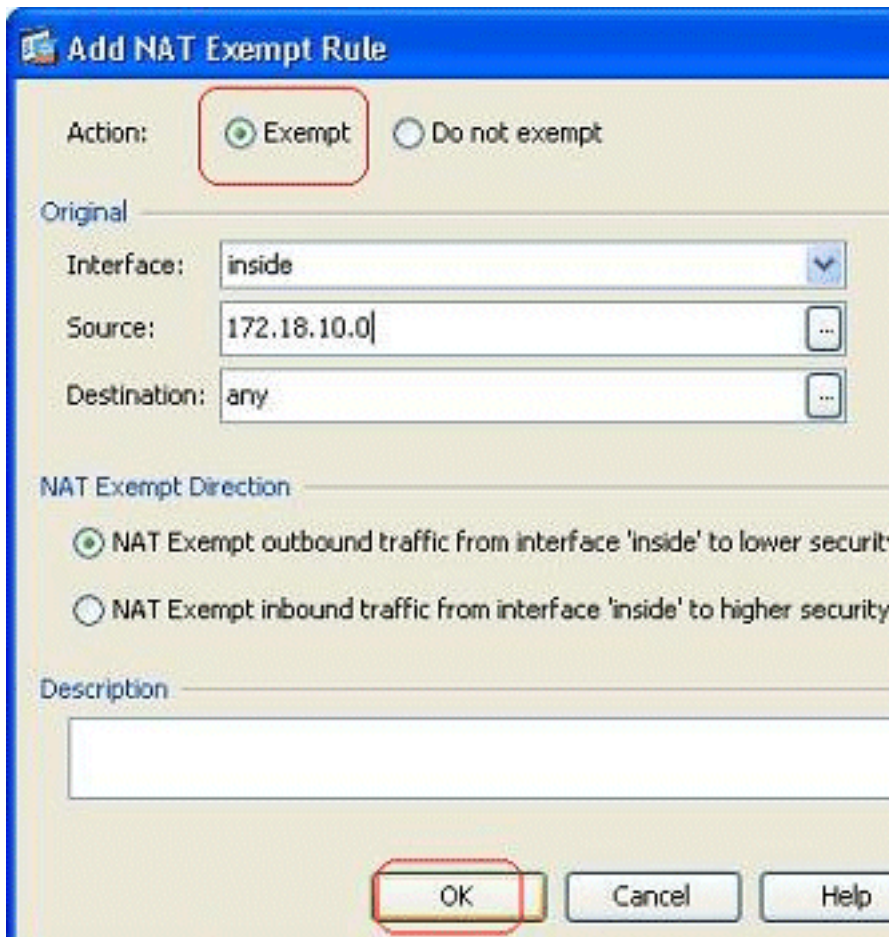 Add NAT Exempt Rule
Action: Exempt Do not exempt
Original
Interface: inside
Source: 172.18.10.0
...
Destination: any
...
NAT Exempt Direction
NAT Exempt outbound traffic from interface 'inside' to lower security
NAT Exempt inbound traffic from interface 'inside' to higher security
Description
OK Cancel Help